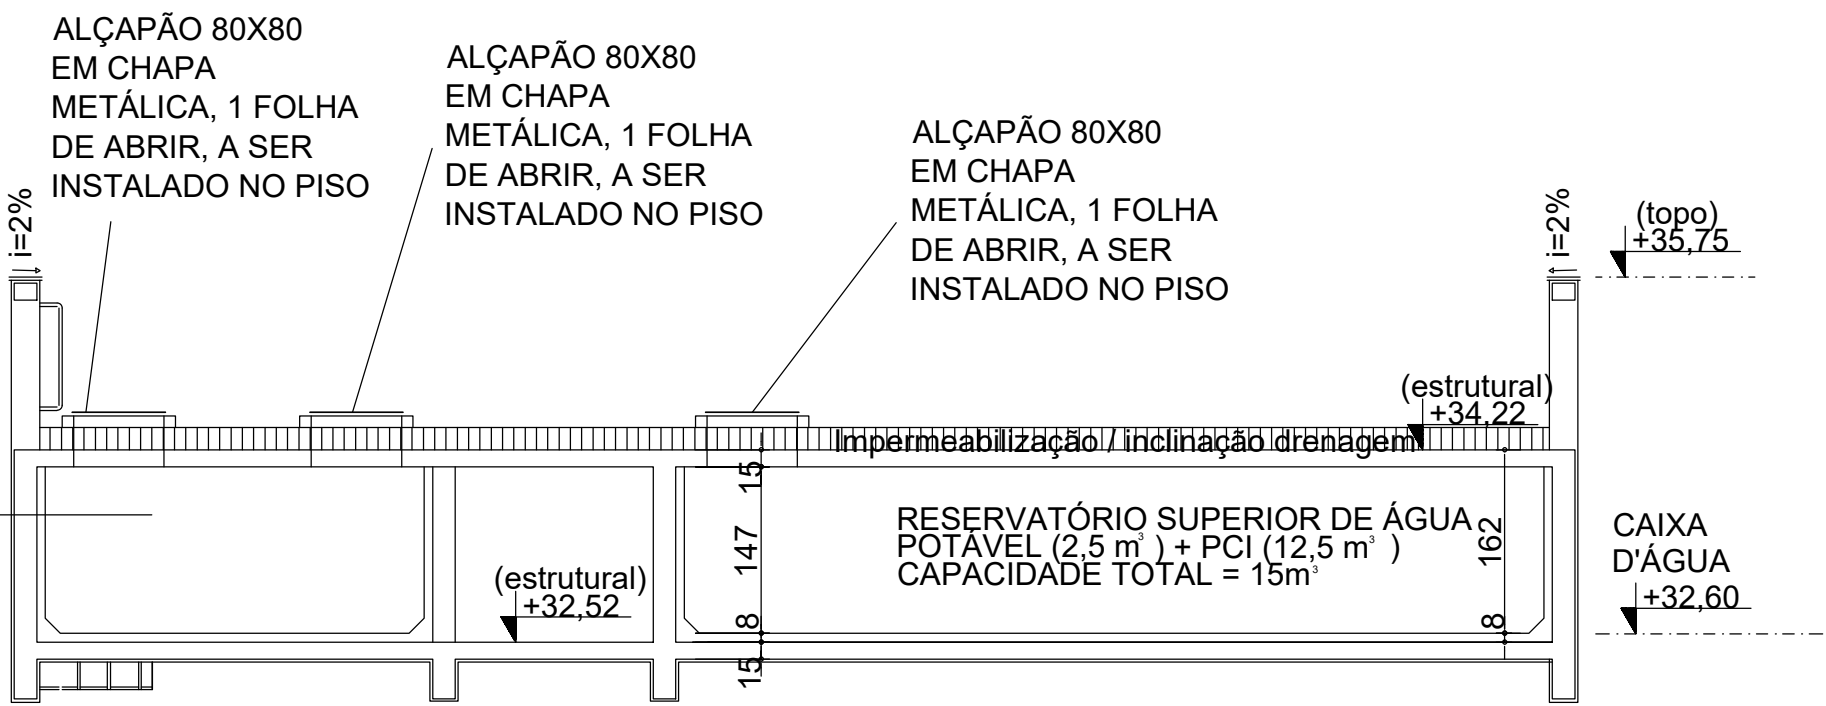 ALÇAPÃO 80X80
EM CHAPA
METÁLICA, 1 FOLHA
DE ABRIR, A SER
INSTALADO NO PISO
ALÇAPÃO 80X80
EM CHAPA
METÁLICA, 1 FOLHA
DE ABRIR, A SER
INSTALADO NO PISO
ALÇAPÃO 80X80
EM CHAPA
METÁLICA, 1 FOLHA
DE ABRIR, A SER
INSTALADO NO PISO
i=2%
i=2%
(topo)
+35,75
(estrutural)
+34,22
Impermeabilização / inclinação drenagem
15
147
8
15
RESERVATÓRIO SUPERIOR DE ÁGUA
POTÁVEL (2,5 m³ ) + PCI (12,5 m³ )
CAPACIDADE TOTAL = 15m³
162
8
(estrutural)
+32,52
CAIXA
D'ÁGUA
+32,60